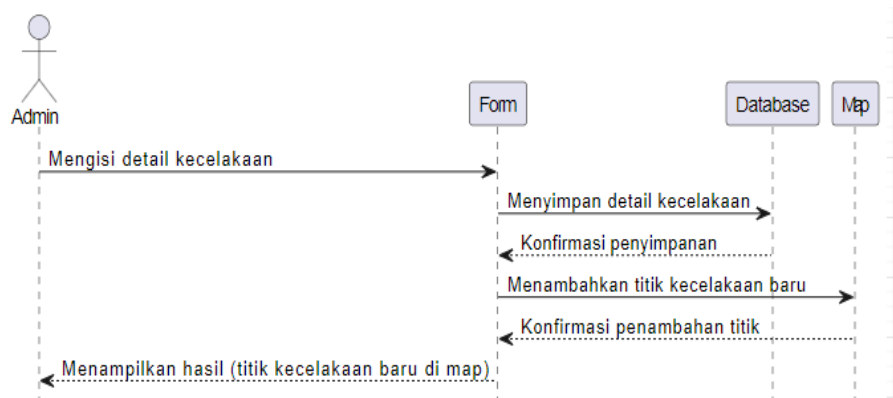 Admin
Form
Database
Map
Mengisi detail kecelakaan
Menyimpan detail kecelakaan
Konfirmasi penyimpanan
Menambahkan titik kecelakaan baru
Konfirmasi penambahan titik
Menampilkan hasil (titik kecelakaan baru di map)